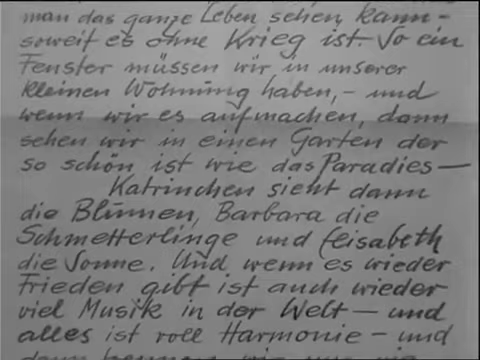 man das ganze Leben sehen kann -
soweit es ohne Krieg ist. So ein
Fenster müssen wir in unserer
kleinen Wohnung haben, - und
wenn wir es aufmachen, dann
sehen wir in einen Garten der
so schön ist wie das Paradies —
Katrinchen sieht dann
die Blumen, Barbara die
Schmetterlinge und Leisabeth
die Sonne. Und wenn es wieder
Frieden gibt ist auch wieder
viel Musik in der Welt — und
alles ist voll Harmonie - und
dann